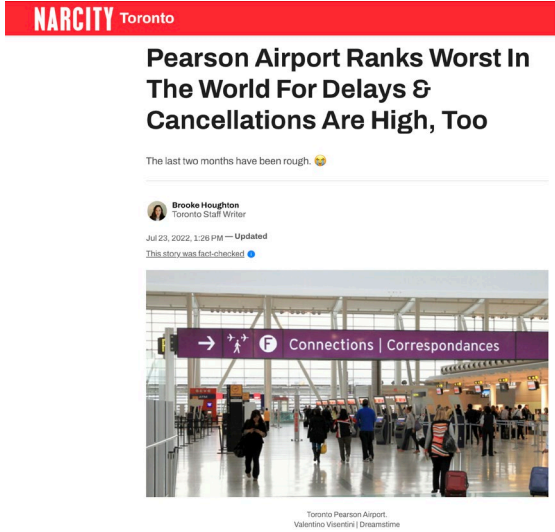 NARCITY Toronto
Pearson Airport Ranks Worst In
The World For Delays &
Cancellations Are High, Too
The last two months have been rough. 😭
Brooke Houghton
Toronto Staff Writer
Jul 23, 2022, 1:26 PM — Updated
This story was fact-checked
→ F Connections | Correspondances
Toronto Pearson Airport.
Valentino Visentini | Dreamstime